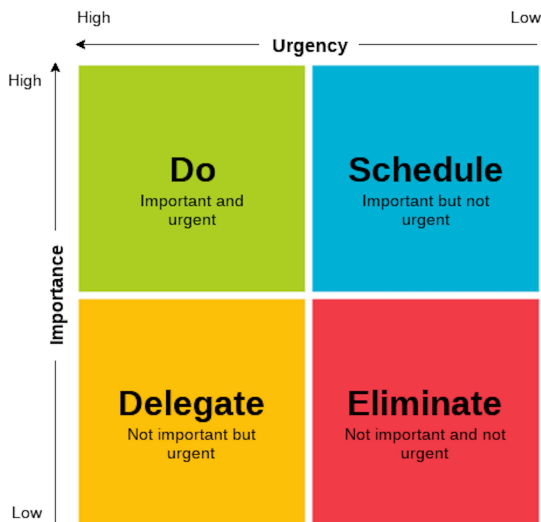 High
Low
Urgency
High
Importance
Do
Important and
urgent
Schedule
Important but not
urgent
Delegate
Not important but
urgent
Eliminate
Not important and not
urgent
Low